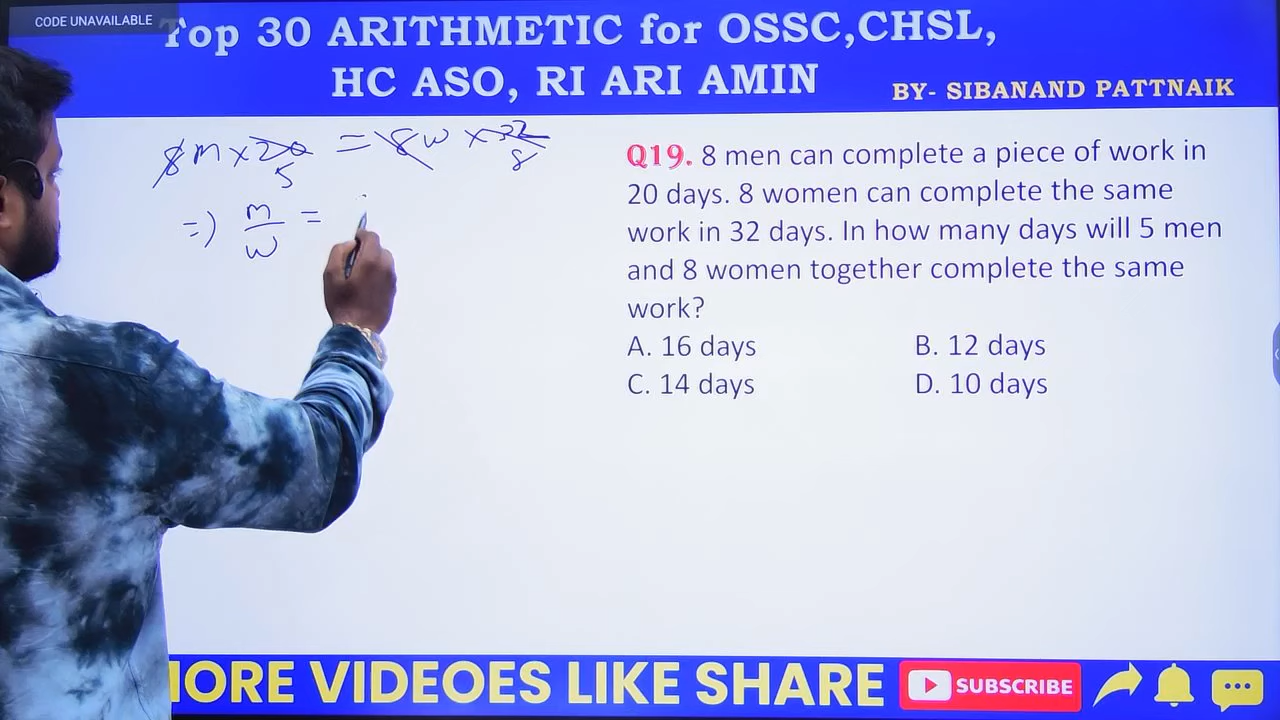 CODE UNAVAILABLE
Top 30 ARITHMETIC for OSSC,CHSL,
HC ASO, RI ARI AMIN
BY- SIBANAND PATTNAIK
8m × 20 = 8w × 32
5 8
=) m/w =
Q19. 8 men can complete a piece of work in
20 days. 8 women can complete the same
work in 32 days. In how many days will 5 men
and 8 women together complete the same
work?
A. 16 days B. 12 days
C. 14 days D. 10 days
MORE VIDEOES LIKE SHARE
SUBSCRIBE